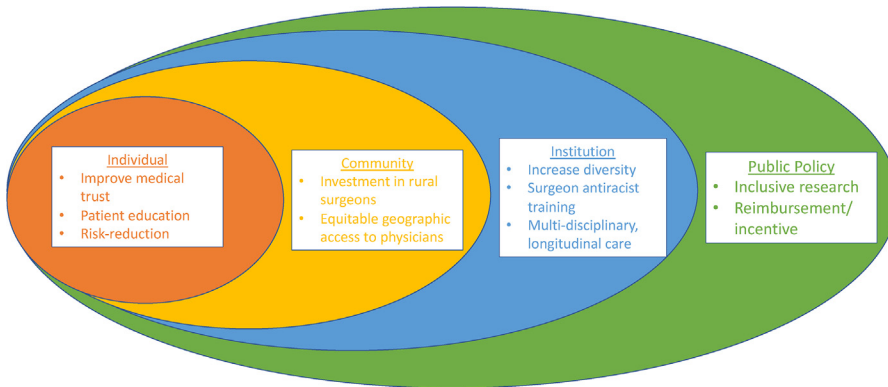 Individual
• Improve medical
trust
• Patient education
• Risk-reduction
Community
• Investment in rural
surgeons
• Equitable geographic
access to physicians
Institution
• Increase diversity
• Surgeon antiracist
training
• Multi-disciplinary,
longitudinal care
Public Policy
• Inclusive research
• Reimbursement/
incentive